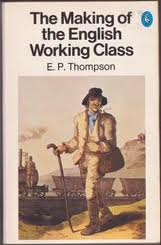 The Making of
the English
Working Class
E. P. Thompson